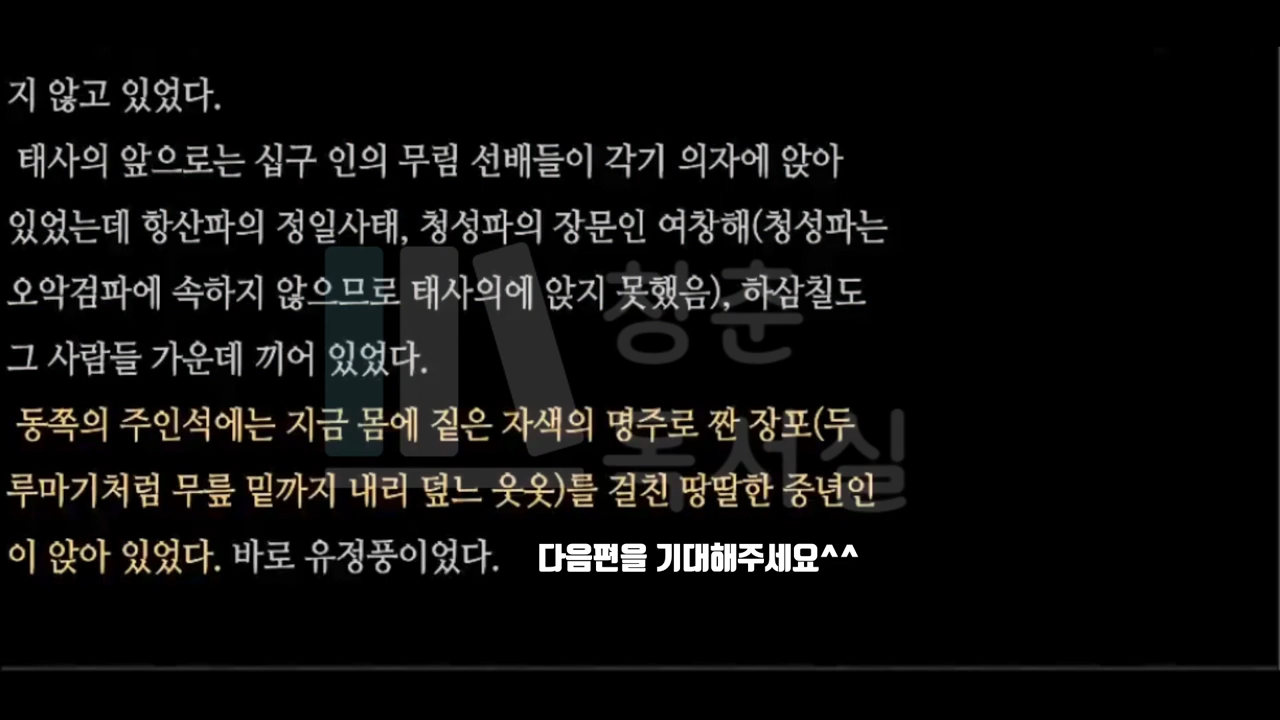 지 않고 있었다.
태사의 앞으로는 십구 인의 무림 선배들이 각기 의자에 앉아
있었는데 항산파의 정일사태, 청성파의 장문인 여창해(청성파는
오악검파에 속하지 않으므로 태사의에 앉지 못했음), 하삼칠도
그 사람들 가운데 끼어 있었다.
동쪽의 주인석에는 지금 몸에 짙은 자색의 명주로 짠 장포(두
루마기처럼 무릎 밑까지 내리 덮느 웃옷)를 걸친 땅딸한 중년인
이 앉아 있었다. 바로 유정풍이었다. 다음편을 기대해주세요^^
청춘
독서실